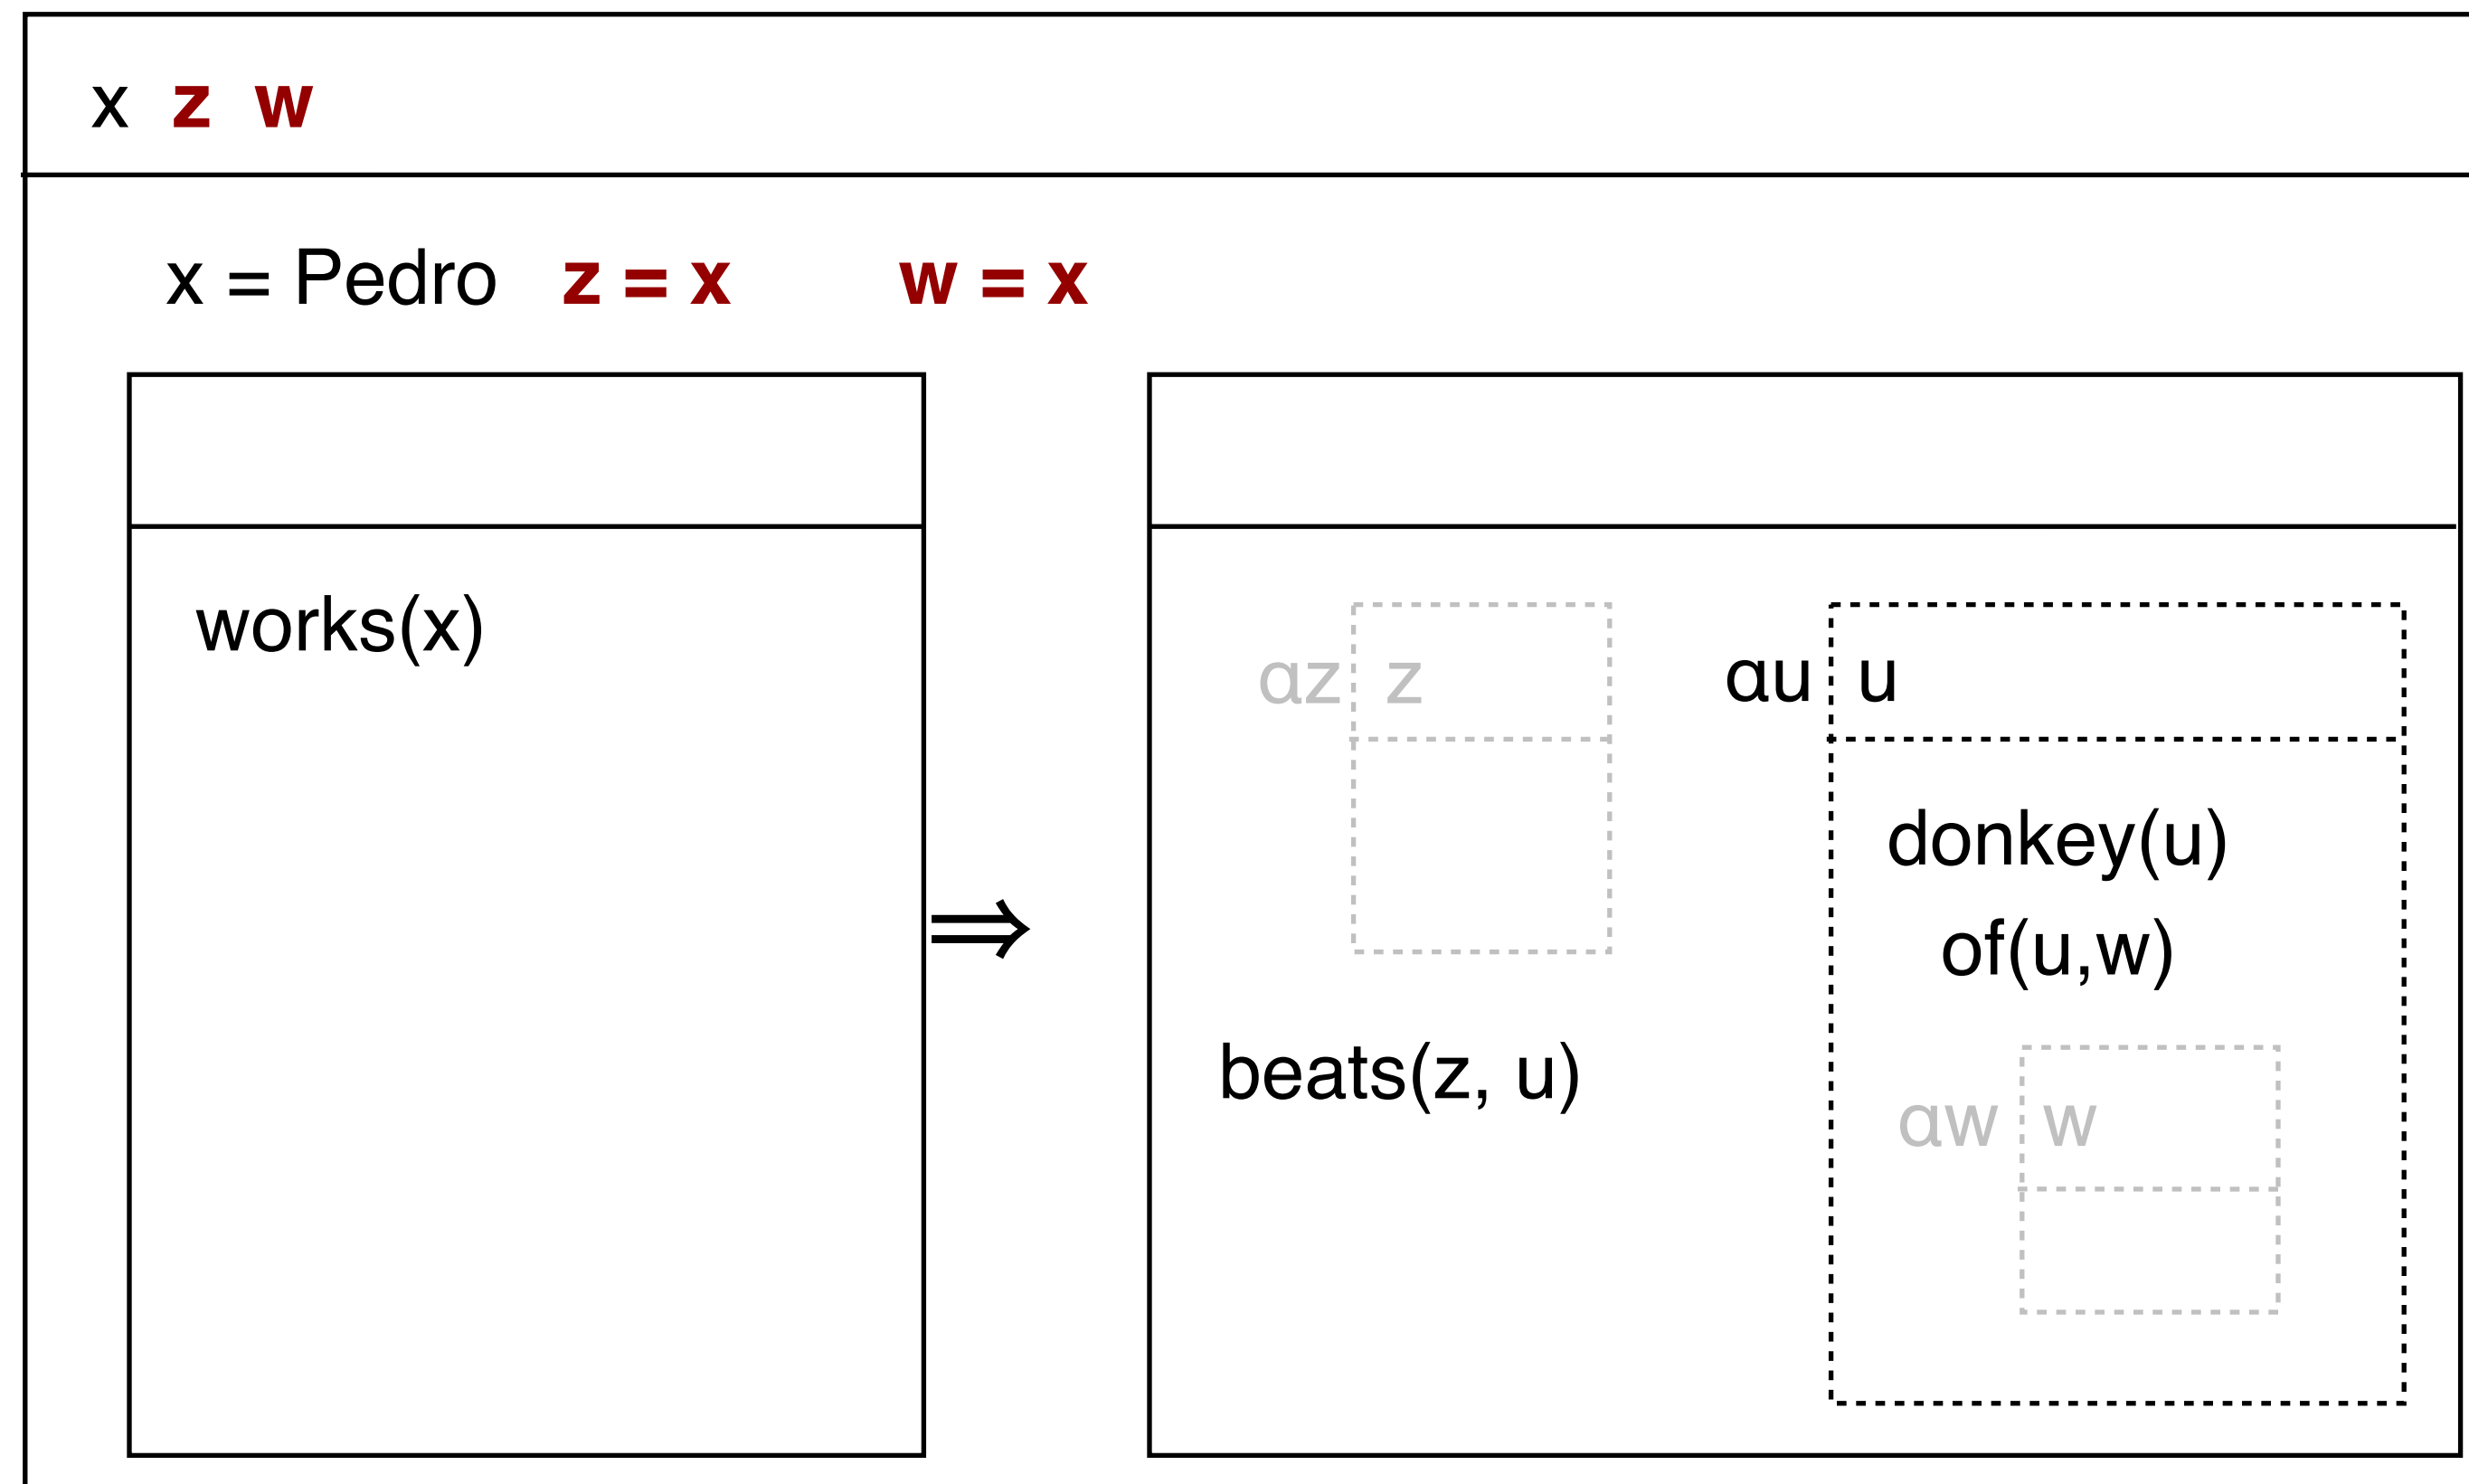 x z w
x = Pedro z = x w = x
works(x)
⇒
αz z
αu u
donkey(u)
of(u,w)
beats(z, u)
αw w